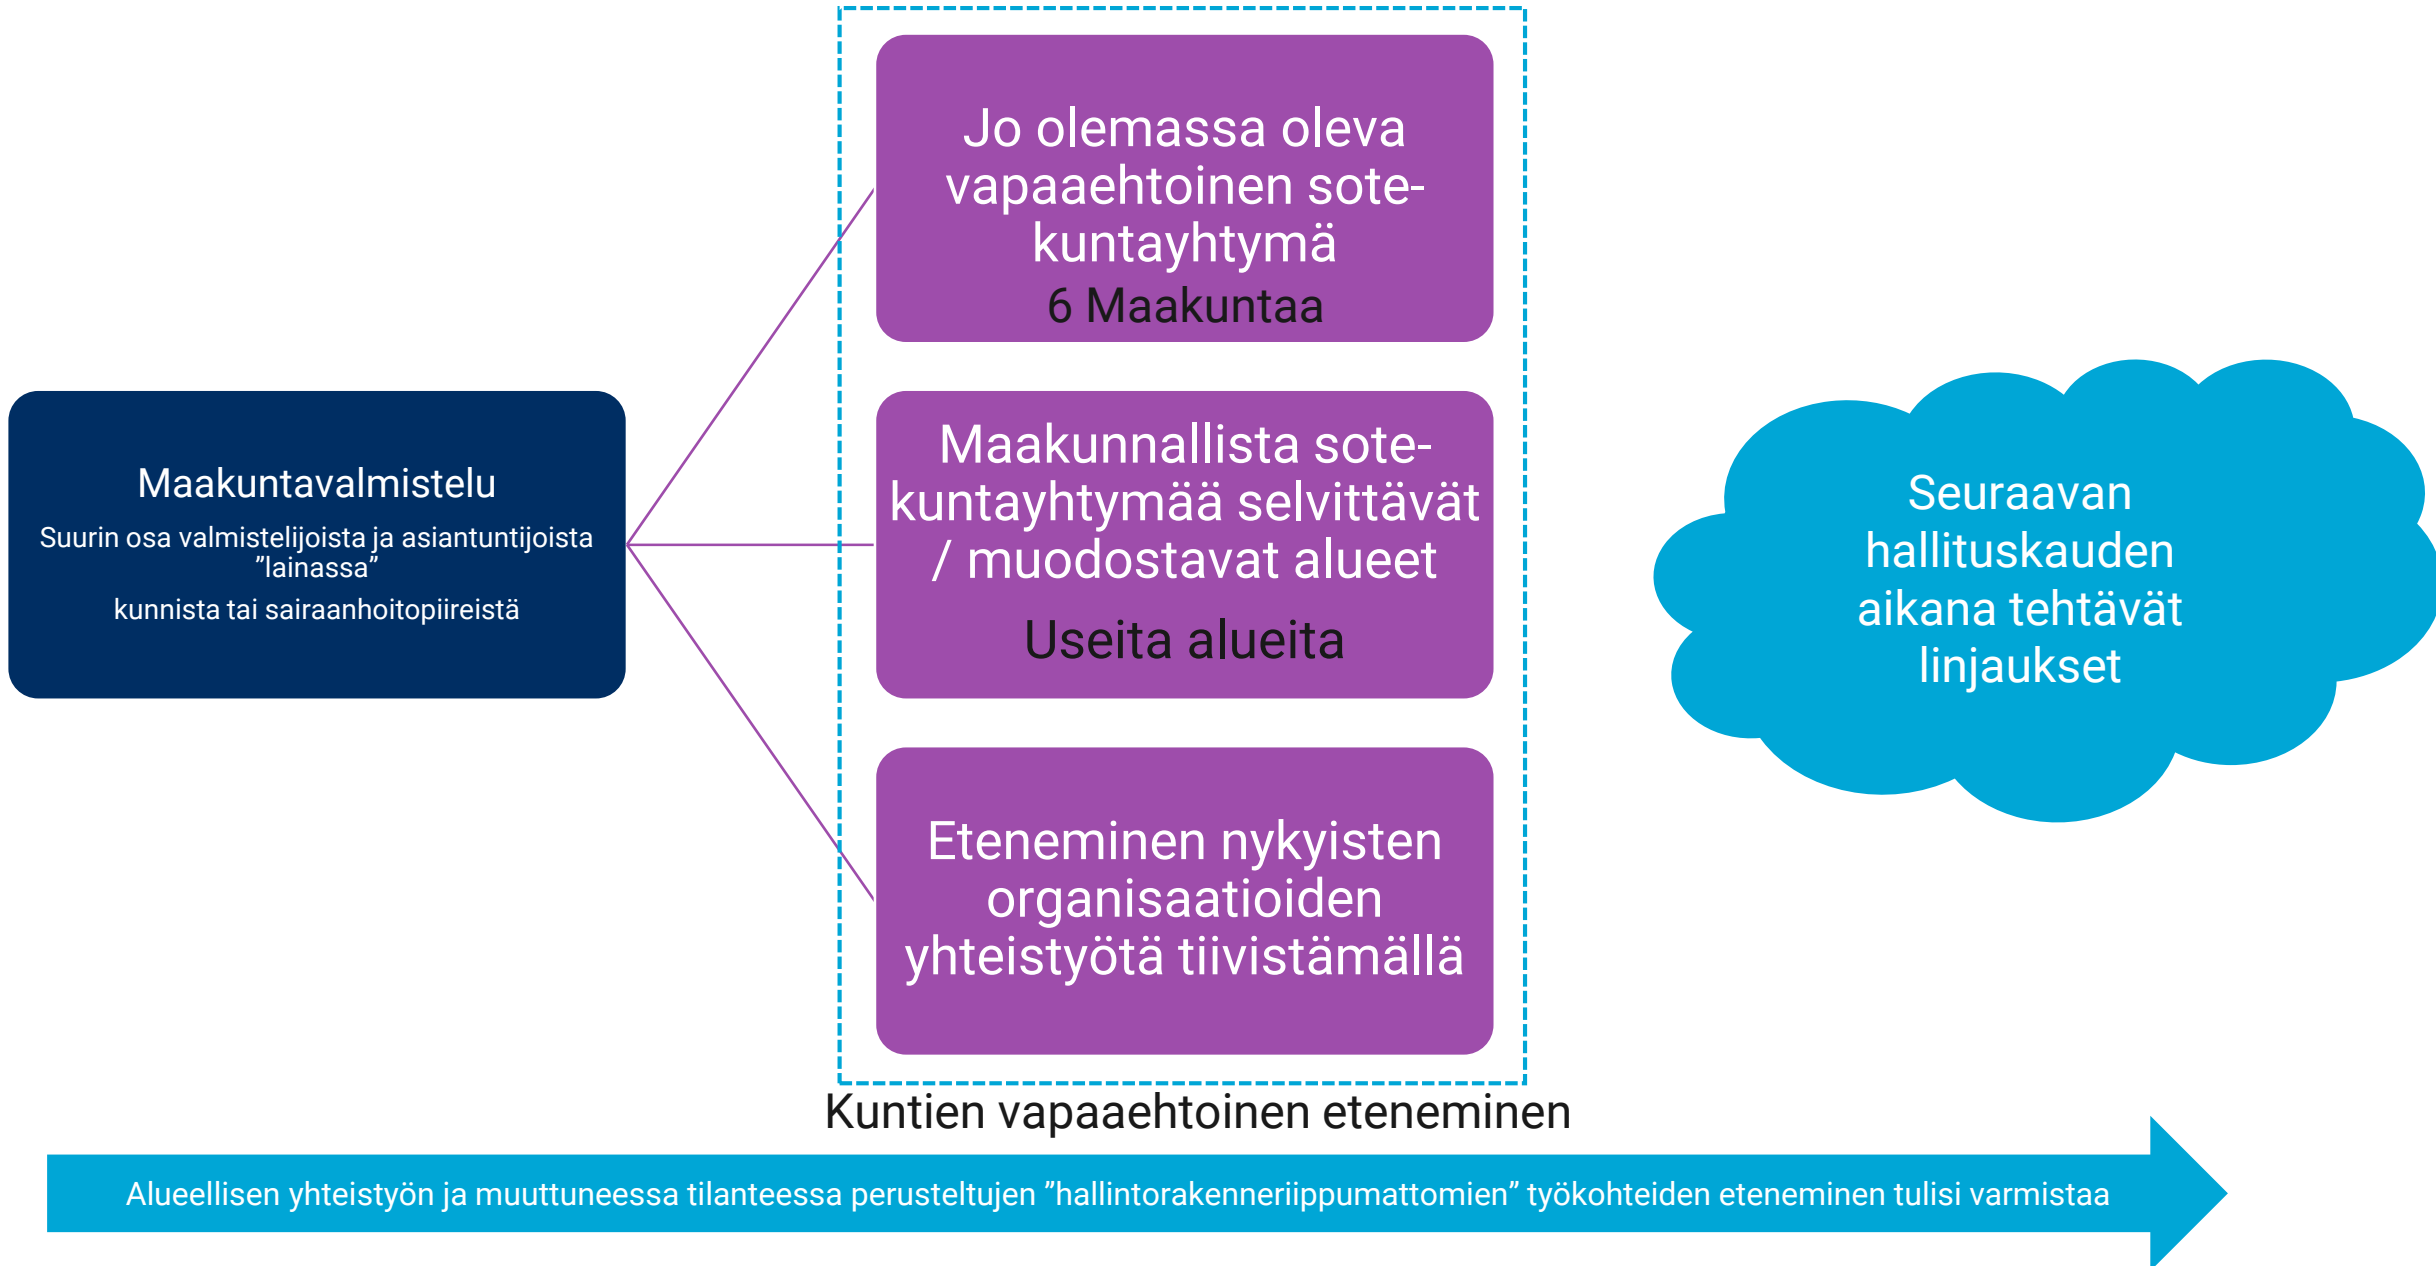 Maakuntavalmistelu
Suurin osa valmistelijoista ja asiantuntijoista
”lainassa”
kunnista tai sairaanhoitopiireistä
Jo olemassa oleva
vapaaehtoinen sote-
kuntayhtymä
6 Maakuntaa
Maakunnallista sote-
kuntayhtymää selvittävät
/ muodostavat alueet
Useita alueita
Eteneminen nykyisten
organisaatioiden
yhteistyötä tiivistämällä
Kuntien vapaaehtoinen eteneminen
Seuraavan
hallituskauden
aikana tehtävät
linjaukset
Alueellisen yhteistyön ja muuttuneessa tilanteessa perusteltujen ”hallintorakenneriippumattomien” työkohteiden eteneminen tulisi varmistaa